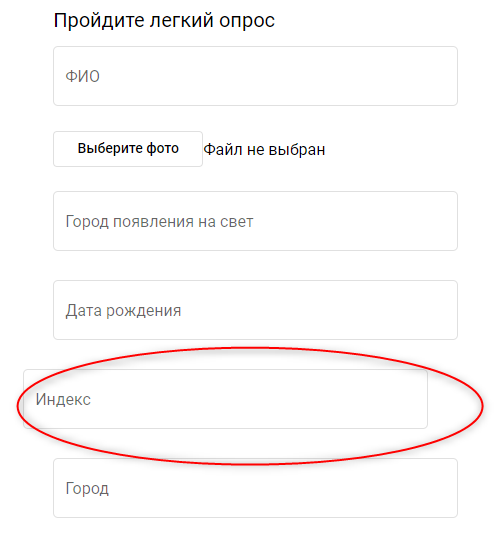 Пройдите легкий опрос
ФИО
Выберите фото Файл не выбран
Город появления на свет
Дата рождения
Индекс
Город